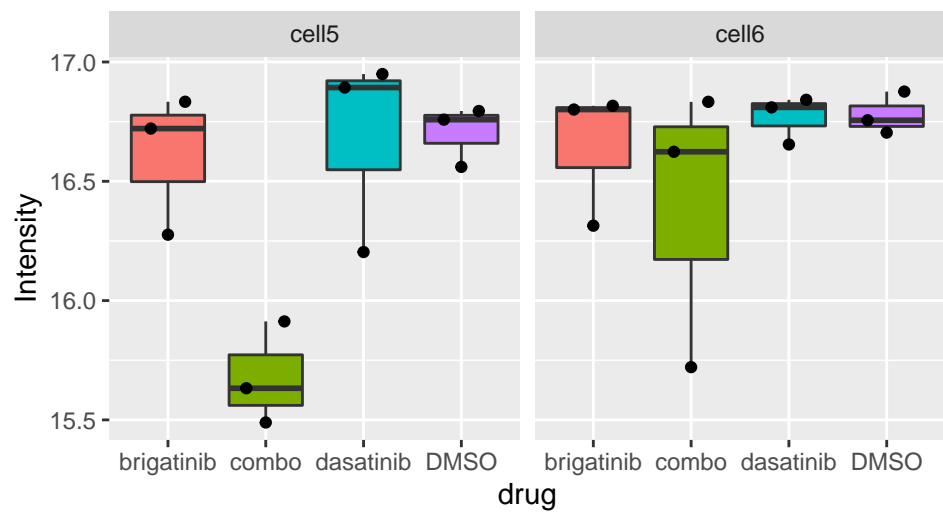 cell5 cell6
Intensity
17.0
16.5
16.0
15.5
brigatinib combo dasatinib DMSO brigatinib combo dasatinib DMSO
drug